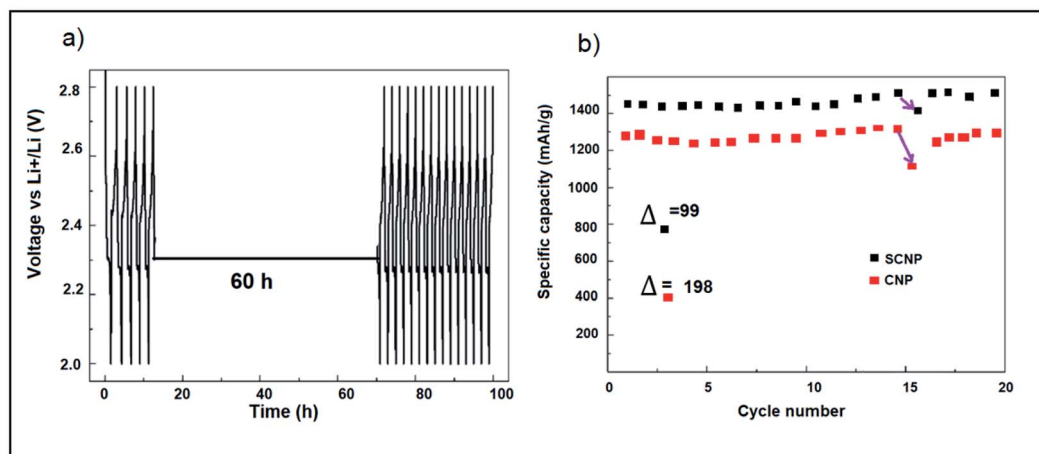 a)
Voltage vs Li+/Li (V)
2.8
2.6
2.4
2.2
2.0
60 h
0
20
40
60
80
100
Time (h)
b)
Specific capacity (mAh/g)
1400
1200
1000
800
600
400
200
Δ =99
Δ = 198
SCNP
CNP
0
5
10
15
20
Cycle number